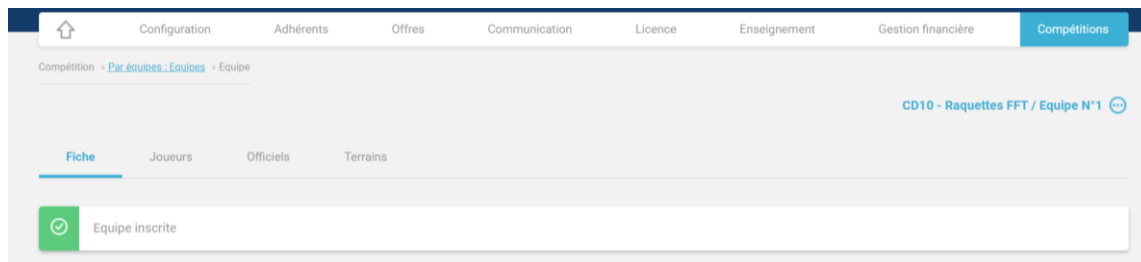 Configuration Adhérents Offres Communication Licence Enseignement Gestion financière Compétitions
Compétition Par équipes : Equipes Equipe
CD10 - Raquettes FFT / Equipe N°1
Fiche Joueurs Officiels Terrains
Equipe inscrite